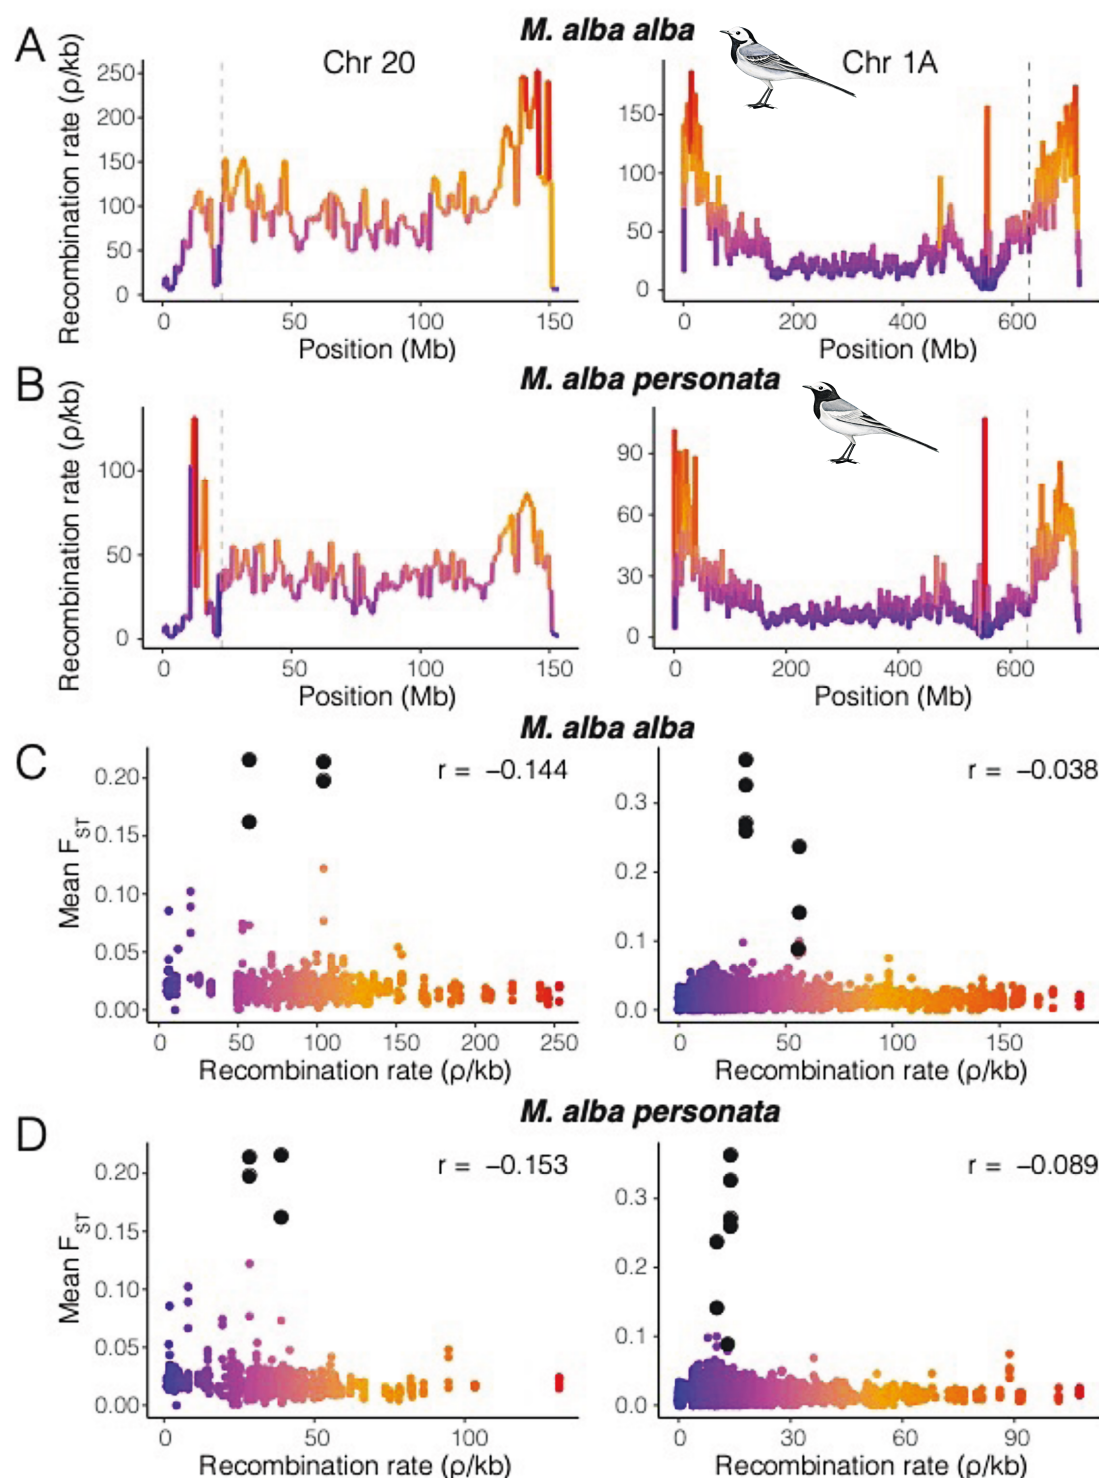 A
M. alba alba
Chr 20
Chr 1A
Recombination rate (ρ/kb)
250
200
150
100
50
0
0
50
100
150
Position (Mb)
150
100
50
0
0
200
400
600
Position (Mb)
B
M. alba personata
Recombination rate (ρ/kb)
100
50
0
0
50
100
150
Position (Mb)
90
60
30
0
0
200
400
600
Position (Mb)
C
M. alba alba
r = −0.144
Mean FST
0.20
0.15
0.10
0.05
0.00
0
50
100
150
200
250
Recombination rate (ρ/kb)
r = −0.038
0.3
0.2
0.1
0.0
0
50
100
150
Recombination rate (ρ/kb)
D
M. alba personata
r = −0.153
Mean FST
0.20
0.15
0.10
0.05
0.00
0
50
100
Recombination rate (ρ/kb)
r = −0.089
0.3
0.2
0.1
0.0
0
30
60
90
Recombination rate (ρ/kb)